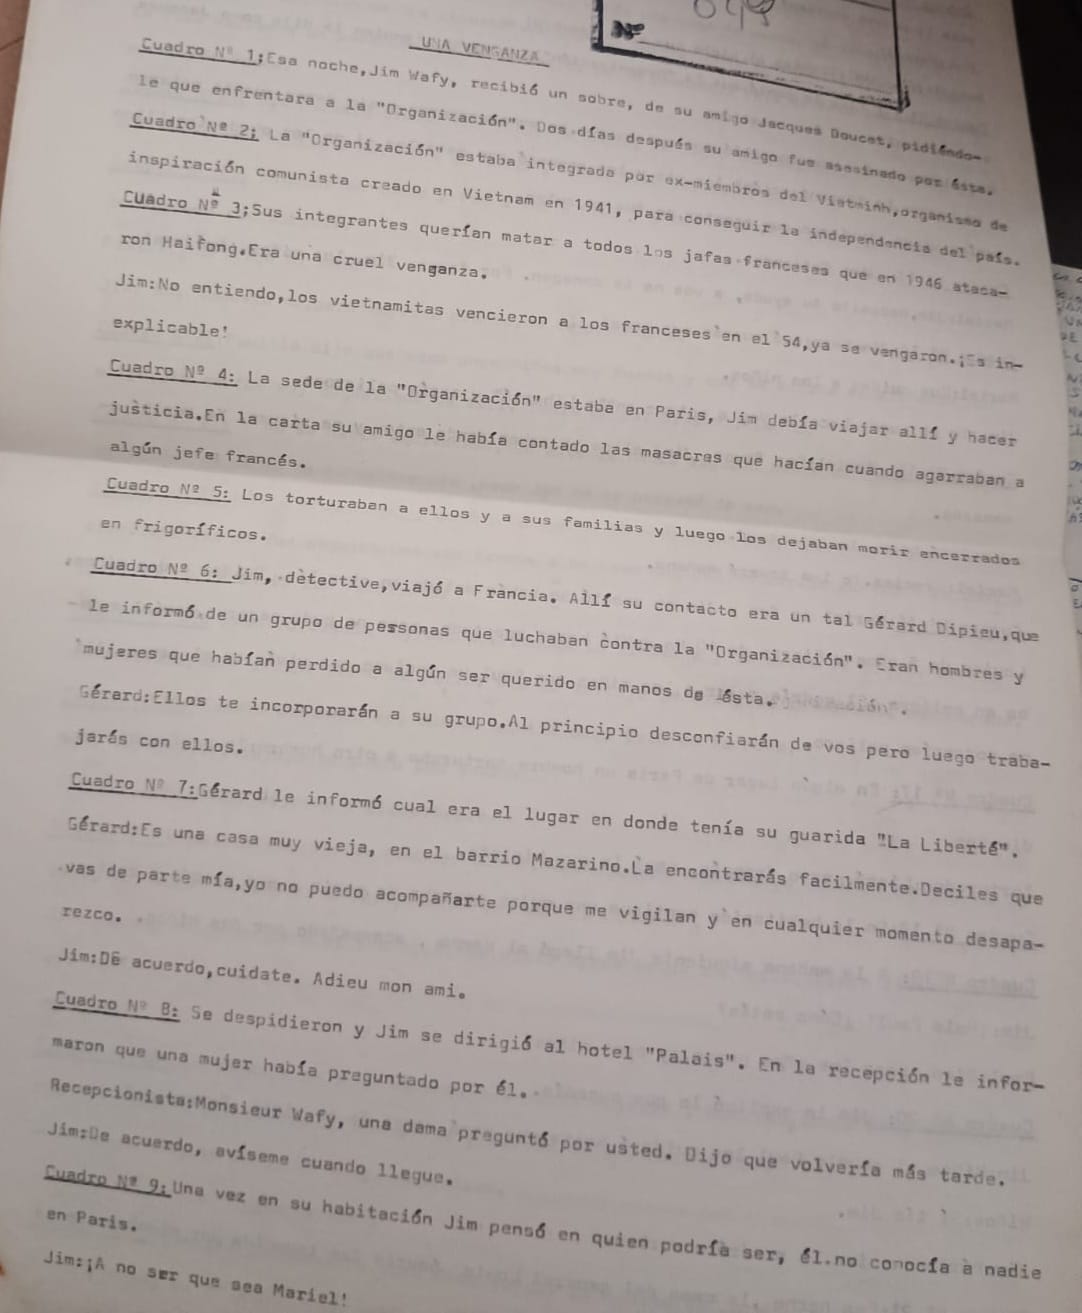 Nº 049
UNA VENGANZA
Cuadro Nº 1;Esa noche,Jim Wafy, recibió un sobre, de su amigo Jacques Doucet, pidiéndo-
le que enfrentara a la "Organización". Dos días después su amigo fue asesinado por ésta.
Cuadro Nº 2; La "Organización" estaba integrada por ex-miembros del Vietminh,organismo de
inspiración comunista creado en Vietnam en 1941, para conseguir la independencia del país.
Cuadro Nº 3;Sus integrantes querían matar a todos los jafas franceses que en 1946 ataca-
ron Haifong.Era una cruel venganza.
Jim:No entiendo,los vietnamitas vencieron a los franceses en el 54,ya se vengaron.¡Es in-
explicable!
Cuadro Nº 4: La sede de la "Organización" estaba en Paris, Jim debía viajar allí y hacer
justicia.En la carta su amigo le había contado las masacres que hacían cuando agarraban a
algún jefe francés.
Cuadro Nº 5: Los torturaban a ellos y a sus familias y luego los dejaban morir encerrados
en frigoríficos.
Cuadro Nº 6: Jim, detective,viajó a Francia. Allí su contacto era un tal Gérard Dipieu,que
le informó de un grupo de personas que luchaban contra la "Organización". Eran hombres y
mujeres que habían perdido a algún ser querido en manos de ésta.
Gérard:Ellos te incorporarán a su grupo.Al principio desconfiarán de vos pero luego traba-
jarás con ellos.
Cuadro Nº 7:Gérard le informó cual era el lugar en donde tenía su guarida "La Liberté".
Gérard:Es una casa muy vieja, en el barrio Mazarino.La encontrarás facilmente.Deciles que
vas de parte mía,yo no puedo acompañarte porque me vigilan y en cualquier momento desapa-
rezco.
Jim:De acuerdo,cuidate. Adieu mon ami.
Cuadro Nº 8: Se despidieron y Jim se dirigió al hotel "Palais". En la recepción le infor-
maron que una mujer había preguntado por él.
Recepcionista:Monsieur Wafy, una dama preguntó por usted. Dijo que volvería más tarde.
Jim:De acuerdo, avíseme cuando llegue.
Cuadro Nº 9:Una vez en su habitación Jim pensó en quien podría ser, él no conocía a nadie
en Paris.
Jim:¡A no ser que sea Mariel!